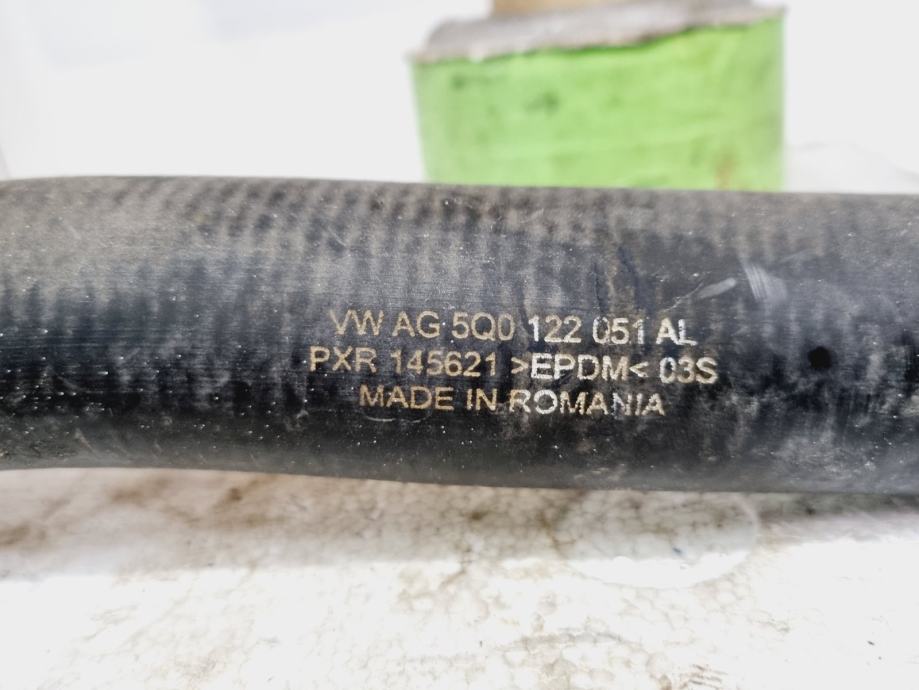 VW AG 5Q0 122 051 AL
PXR 145621 >EPDM< 03S
MADE IN ROMANIA